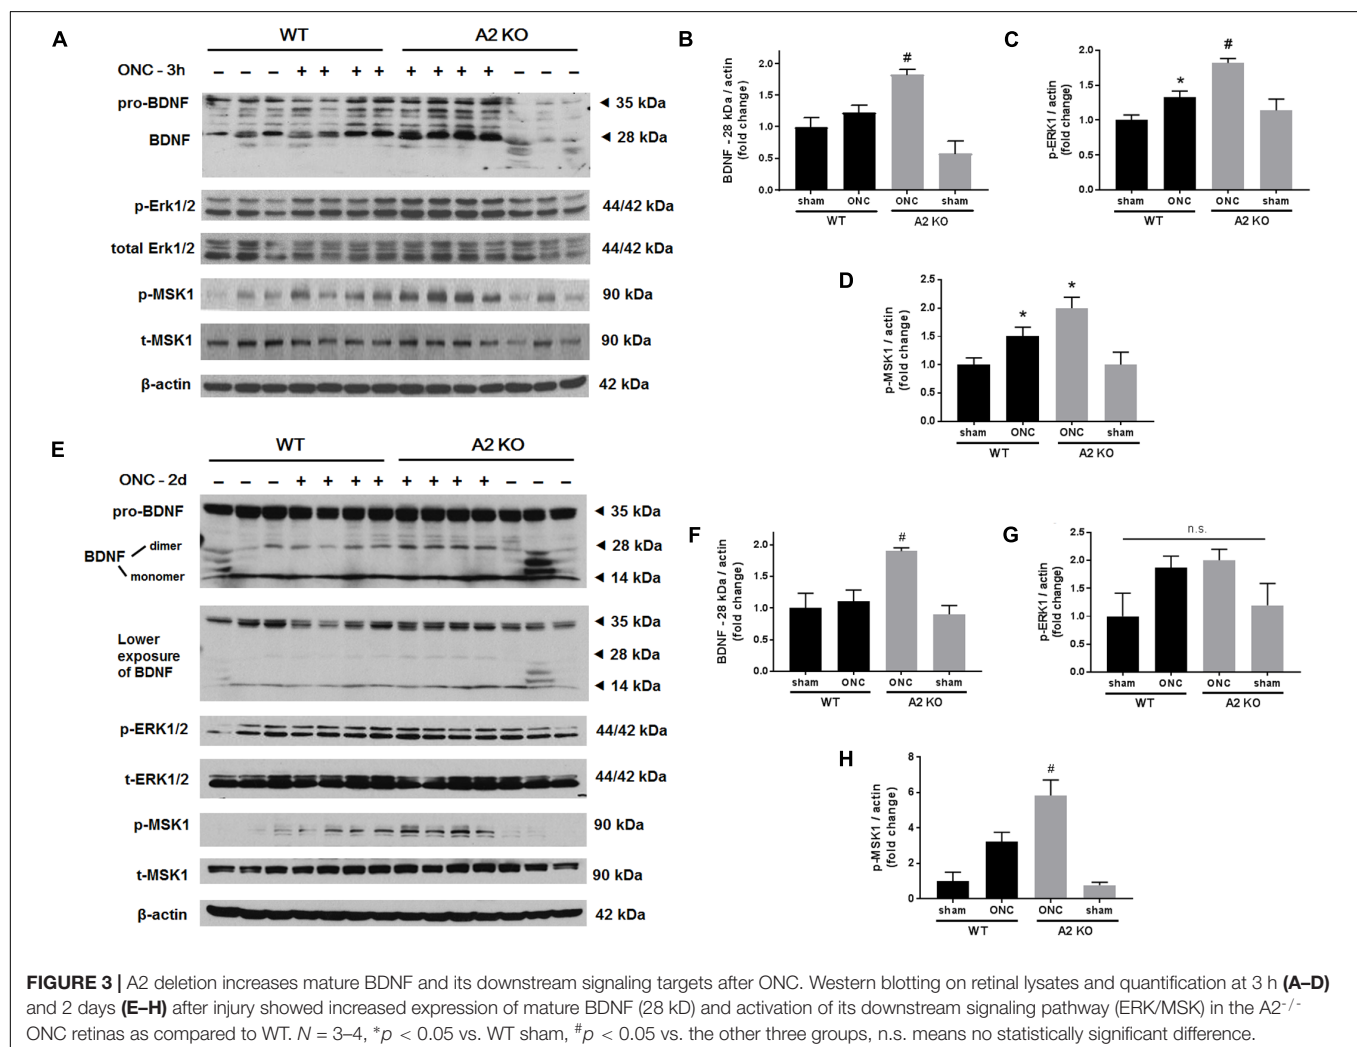 A
WT
A2 KO
ONC - 3h
– – – + + + + + + + + – – –
pro-BDNF
35 kDa
BDNF
28 kDa
p-Erk1/2
44/42 kDa
total Erk1/2
44/42 kDa
p-MSK1
90 kDa
t-MSK1
90 kDa
β-actin
42 kDa
B
BDNF - 28 kDa / actin
(fold change)
2.0
1.5
1.0
0.5
0.0
#
sham ONC ONC sham
WT A2 KO
C
p-ERK1 / actin
(fold change)
2.0
1.5
1.0
0.5
0.0
*
#
sham ONC ONC sham
WT A2 KO
D
p-MSK1 / actin
(fold change)
2.5
2.0
1.5
1.0
0.5
0.0
*
*
sham ONC ONC sham
WT A2 KO
E
WT
A2 KO
ONC - 2d
– – – + + + + + + + + – – –
pro-BDNF
35 kDa
BDNF
dimer
monomer
28 kDa
14 kDa
Lower
exposure
of BDNF
35 kDa
28 kDa
14 kDa
p-ERK1/2
44/42 kDa
t-ERK1/2
44/42 kDa
p-MSK1
90 kDa
t-MSK1
90 kDa
β-actin
42 kDa
F
BDNF - 28 kDa / actin
(fold change)
2.0
1.5
1.0
0.5
0.0
#
sham ONC ONC sham
WT A2 KO
G
p-ERK1 / actin
(fold change)
2.5
2.0
1.5
1.0
0.5
0.0
n.s.
sham ONC ONC sham
WT A2 KO
H
p-MSK1 / actin
(fold change)
8
6
4
2
0
#
sham ONC ONC sham
WT A2 KO
FIGURE 3 | A2 deletion increases mature BDNF and its downstream signaling targets after ONC. Western blotting on retinal lysates and quantification at 3 h (A–D)
and 2 days (E–H) after injury showed increased expression of mature BDNF (28 kD) and activation of its downstream signaling pathway (ERK/MSK) in the A2-/-
ONC retinas as compared to WT. N = 3–4, *p < 0.05 vs. WT sham, #p < 0.05 vs. the other three groups, n.s. means no statistically significant difference.